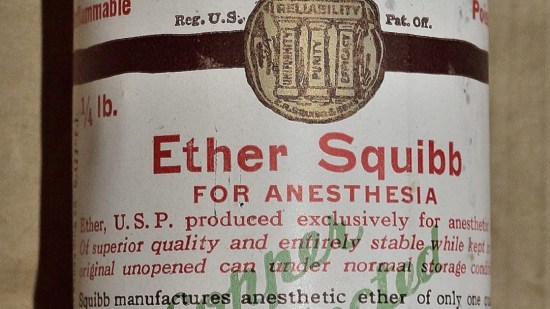 Reg. U.S. Pat. Off.
RELIABILITY
UNIFORMITY PURITY EFFICACY
¼ lb.
Ether Squibb
FOR ANESTHESIA
Ether, U. S. P. produced exclusively for
Of superior quality and entirely stable while kept
original unopened can under normal storage
Squibb manufactures anesthetic ether of only one
Copper